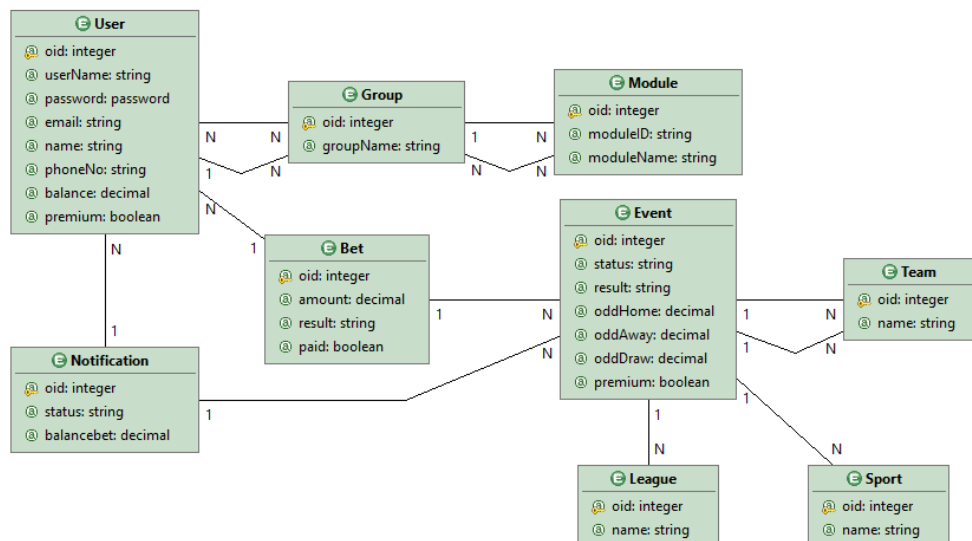 User
oid: integer
userName: string
password: password
email: string
name: string
phoneNo: string
balance: decimal
premium: boolean
Group
oid: integer
groupName: string
Module
oid: integer
moduleID: string
moduleName: string
N
N
1
N
1
N
N
N
N
1
Bet
oid: integer
amount: decimal
result: string
paid: boolean
Event
oid: integer
status: string
result: string
oddHome: decimal
oddAway: decimal
oddDraw: decimal
premium: boolean
Team
oid: integer
name: string
N
1
1
N
1
N
1
N
Notification
oid: integer
status: string
balancebet: decimal
1
N
1
N
1
N
League
oid: integer
name: string
Sport
oid: integer
name: string